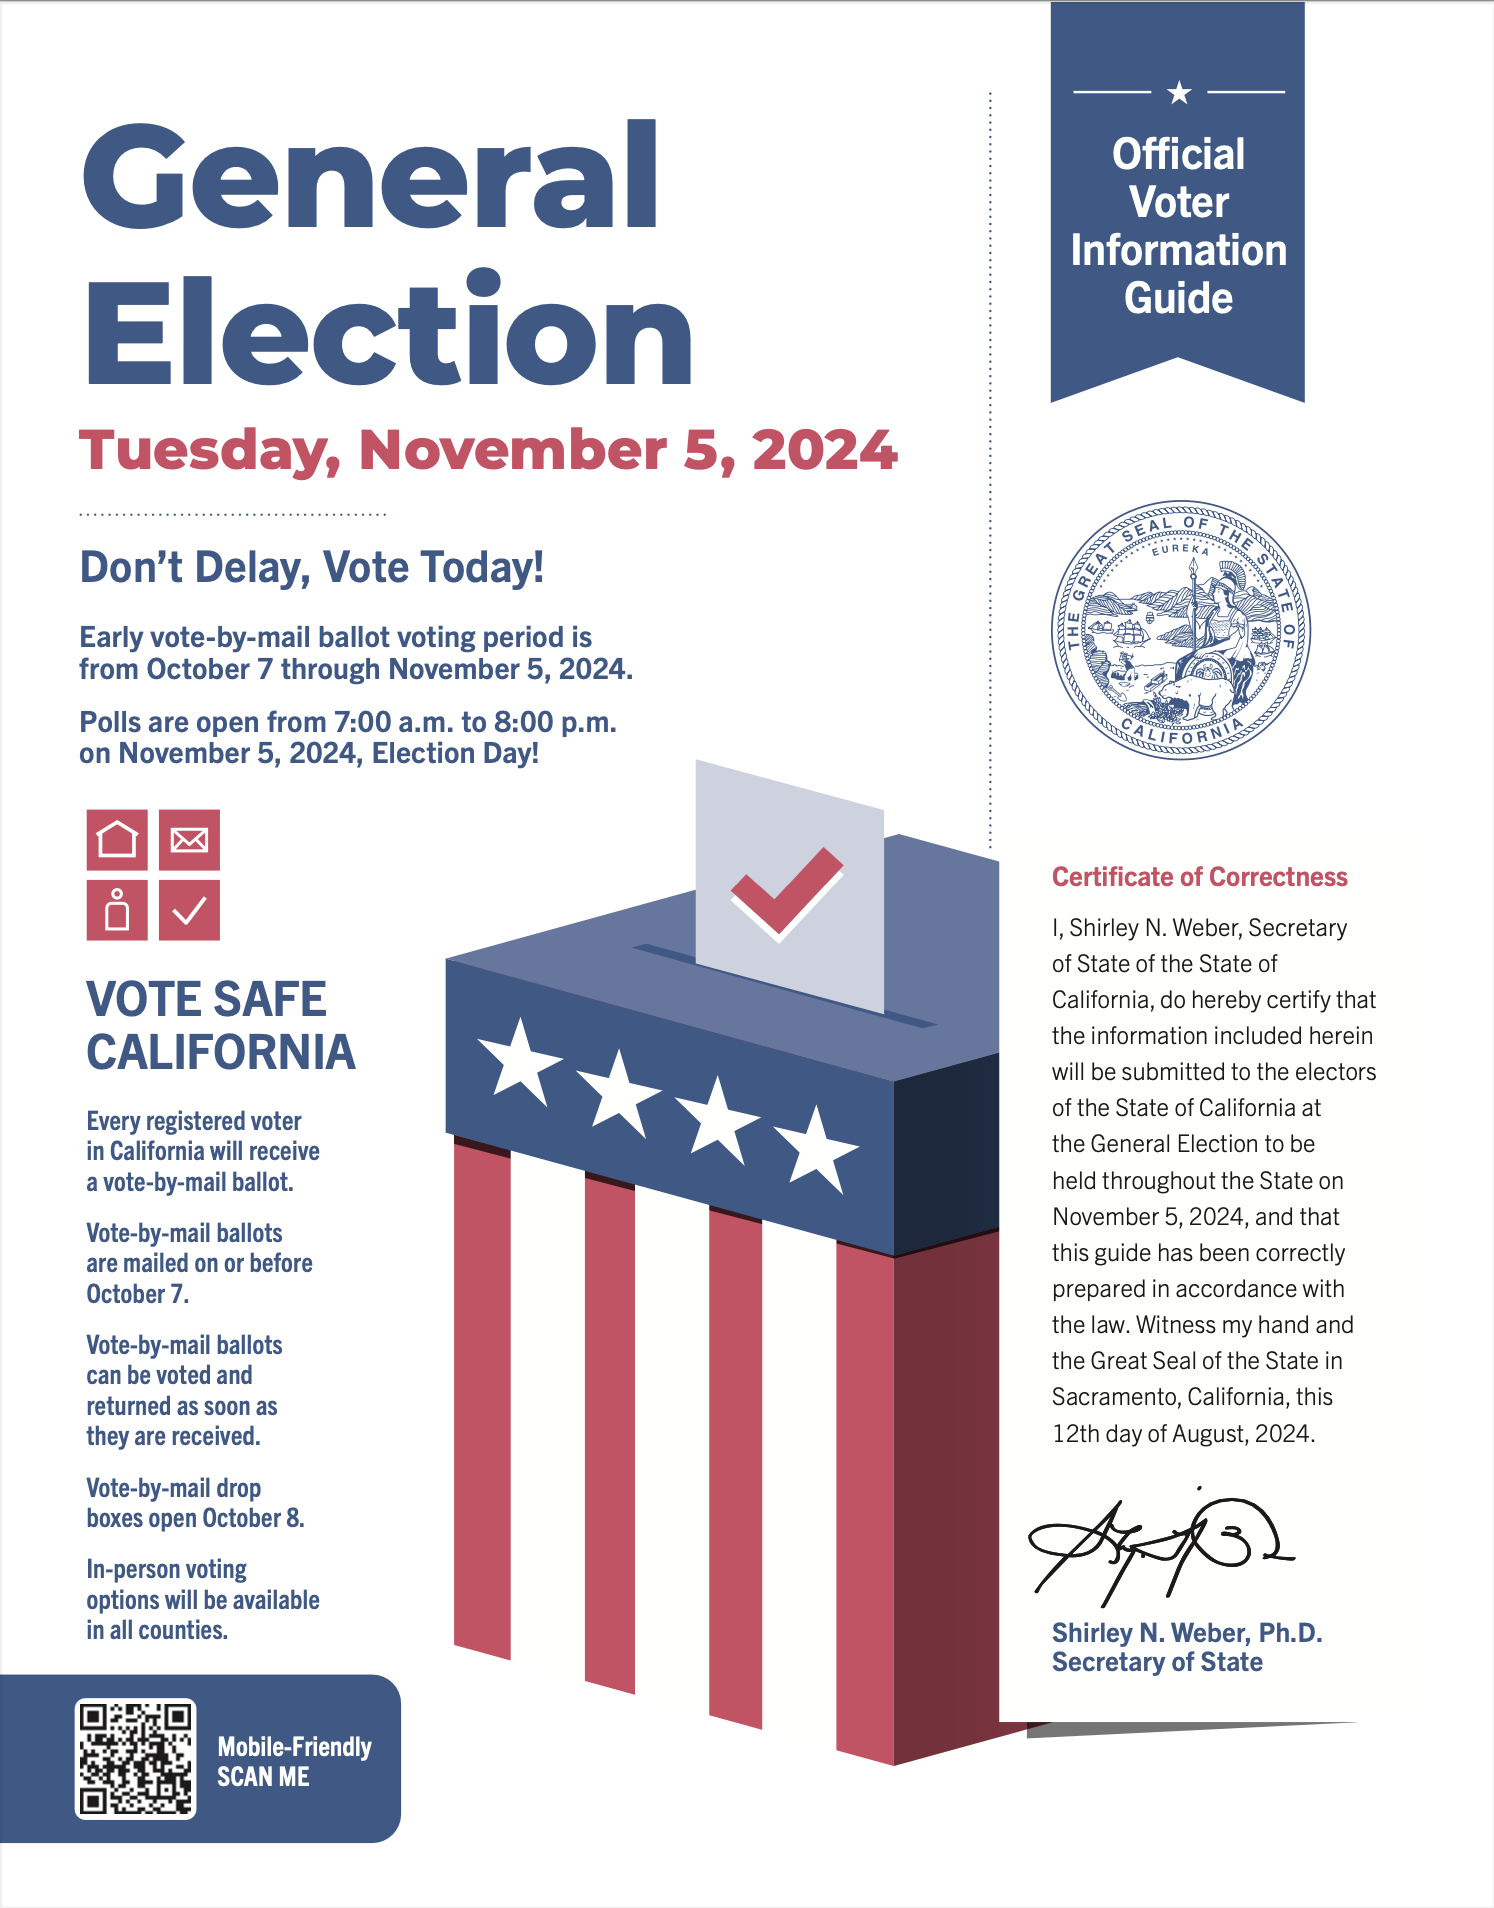 General
Election
Tuesday, November 5, 2024
Don't Delay, Vote Today!
Early vote-by-mail ballot voting period is
from October 7 through November 5, 2024.
Polls are open from 7:00 a.m. to 8:00 p.m.
on November 5, 2024, Election Day!
VOTE SAFE
CALIFORNIA
Every registered voter
in California will receive
a vote-by-mail ballot.
Vote-by-mail ballots
are mailed on or before
October 7.
Vote-by-mail ballots
can be voted and
returned as soon as
they are received.
Vote-by-mail drop
boxes open October 8.
In-person voting
options will be available
in all counties.
Mobile-Friendly
SCAN ME
Official
Voter
Information
Guide
THE GREAT SEAL OF THE STATE OF
EUREKA
CALIFORNIA
Certificate of Correctness
I, Shirley N. Weber, Secretary
of State of the State of
California, do hereby certify that
the information included herein
will be submitted to the electors
of the State of California at
the General Election to be
held throughout the State on
November 5, 2024, and that
this guide has been correctly
prepared in accordance with
the law. Witness my hand and
the Great Seal of the State in
Sacramento, California, this
12th day of August, 2024.
Shirley N. Weber, Ph.D.
Secretary of State